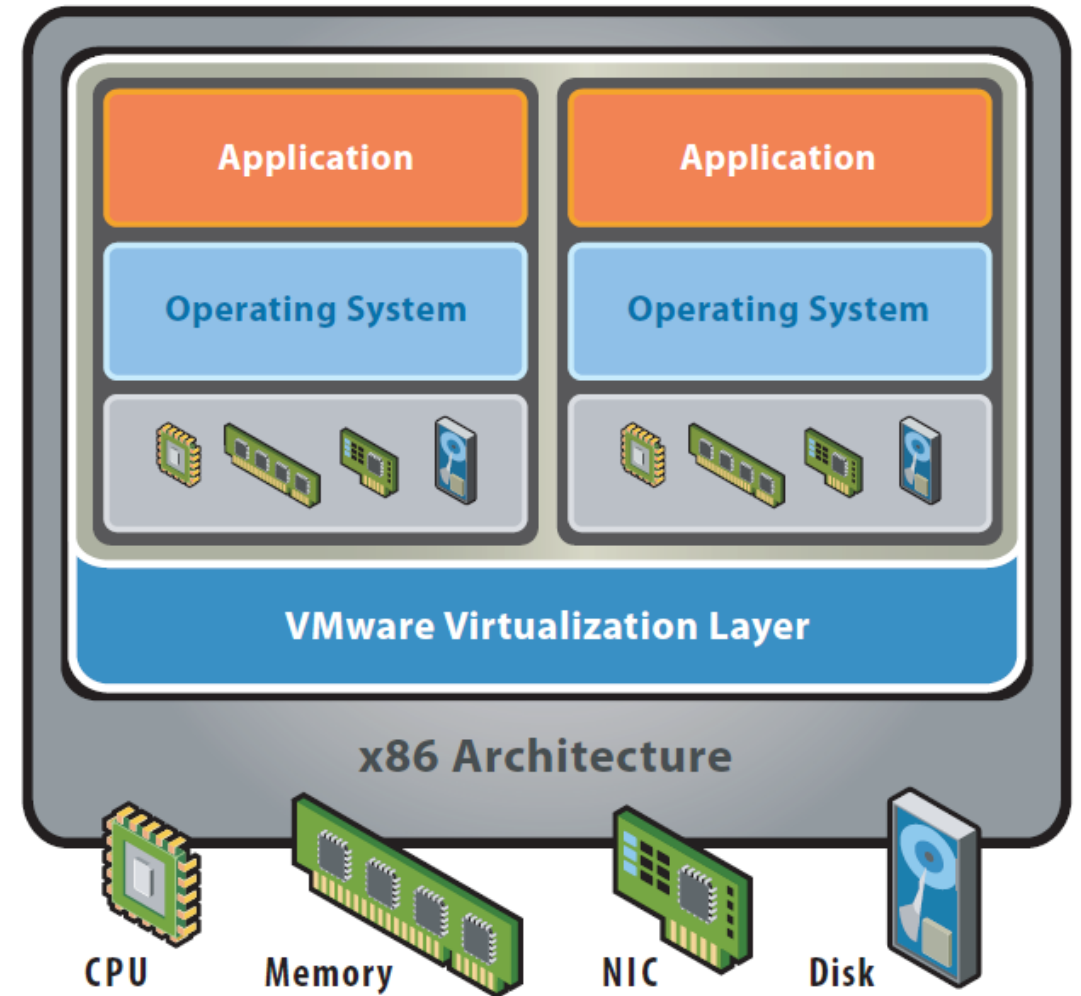 Application
Application
Operating System
Operating System
VMware Virtualization Layer
x86 Architecture
CPU
Memory
NIC
Disk